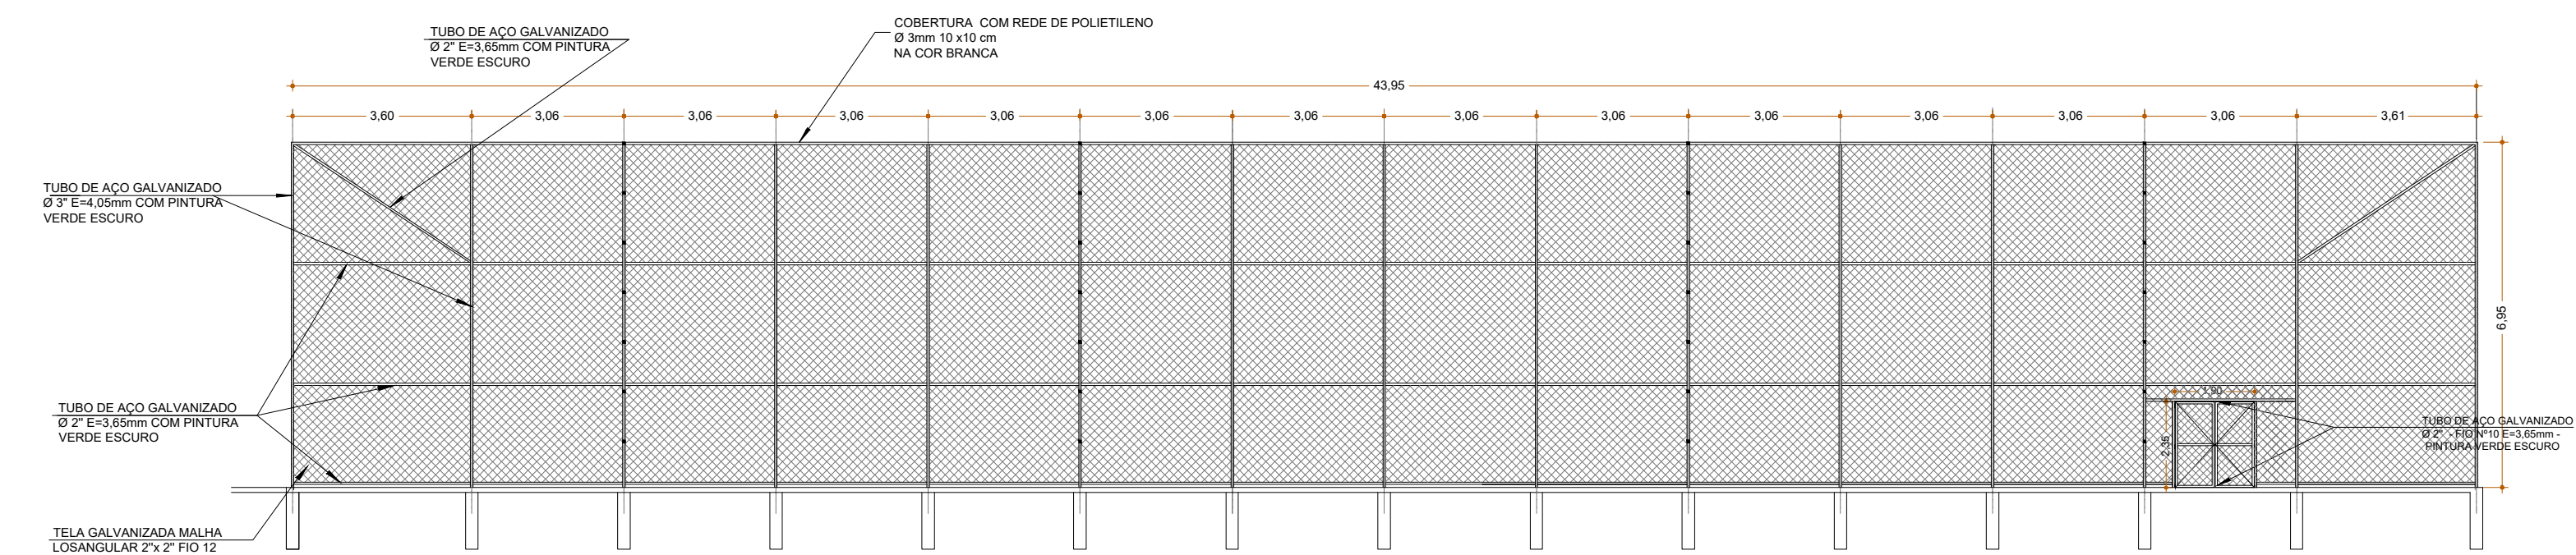 COBERTURA COM REDE DE POLIETILENO
Ø 3mm 10 x10 cm
NA COR BRANCA
TUBO DE AÇO GALVANIZADO
Ø 2" E=3,65mm COM PINTURA
VERDE ESCURO
43,95
3,60
3,06
3,06
3,06
3,06
3,06
3,06
3,06
3,06
3,06
3,06
3,06
3,06
3,61
TUBO DE AÇO GALVANIZADO
Ø 3" E=4,05mm COM PINTURA
VERDE ESCURO
6,95
TUBO DE AÇO GALVANIZADO
Ø 2" E=3,65mm COM PINTURA
VERDE ESCURO
1,90
2,35
TUBO DE AÇO GALVANIZADO
Ø 2" - FIO Nº10 E=3,65mm -
PINTURA VERDE ESCURO
TELA GALVANIZADA MALHA
LOSANGULAR 2"x 2" FIO 12